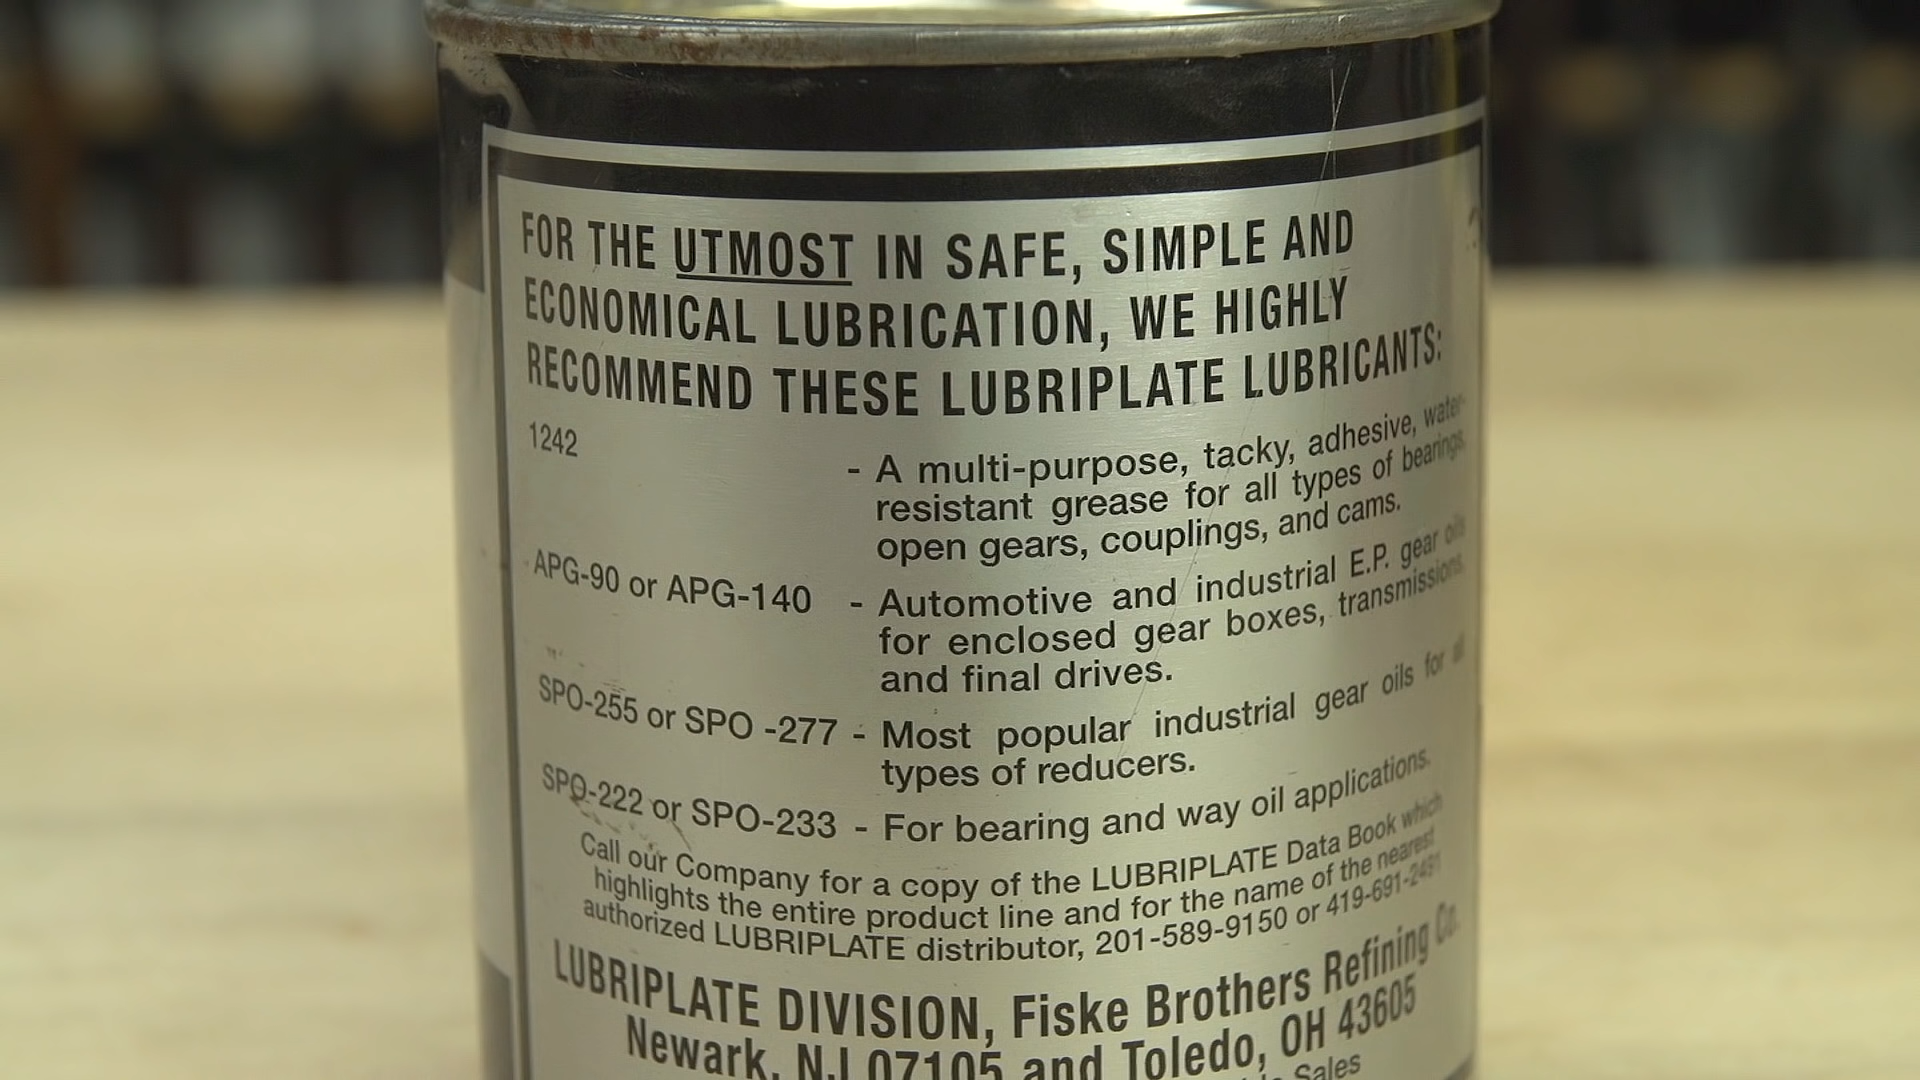 FOR THE UTMOST IN SAFE, SIMPLE AND
ECONOMICAL LUBRICATION, WE HIGHLY
RECOMMEND THESE LUBRIPLATE LUBRICANTS:
1242 - A multi-purpose, tacky, adhesive, water-
resistant grease for all types of bearings,
open gears, couplings, and cams.
APG-90 or APG-140 - Automotive and industrial E.P. gear oils
for enclosed gear boxes, transmissions
and final drives.
SPO-255 or SPO -277 - Most popular industrial gear oils for all
types of reducers.
SPO-222 or SPO-233 - For bearing and way oil applications.
Call our Company for a copy of the LUBRIPLATE Data Book which
highlights the entire product line and for the name of the nearest
authorized LUBRIPLATE distributor, 201-589-9150 or 419-691-2491
LUBRIPLATE DIVISION, Fiske Brothers Refining Co.
Newark, NJ 07105 and Toledo, OH 43605
Sales